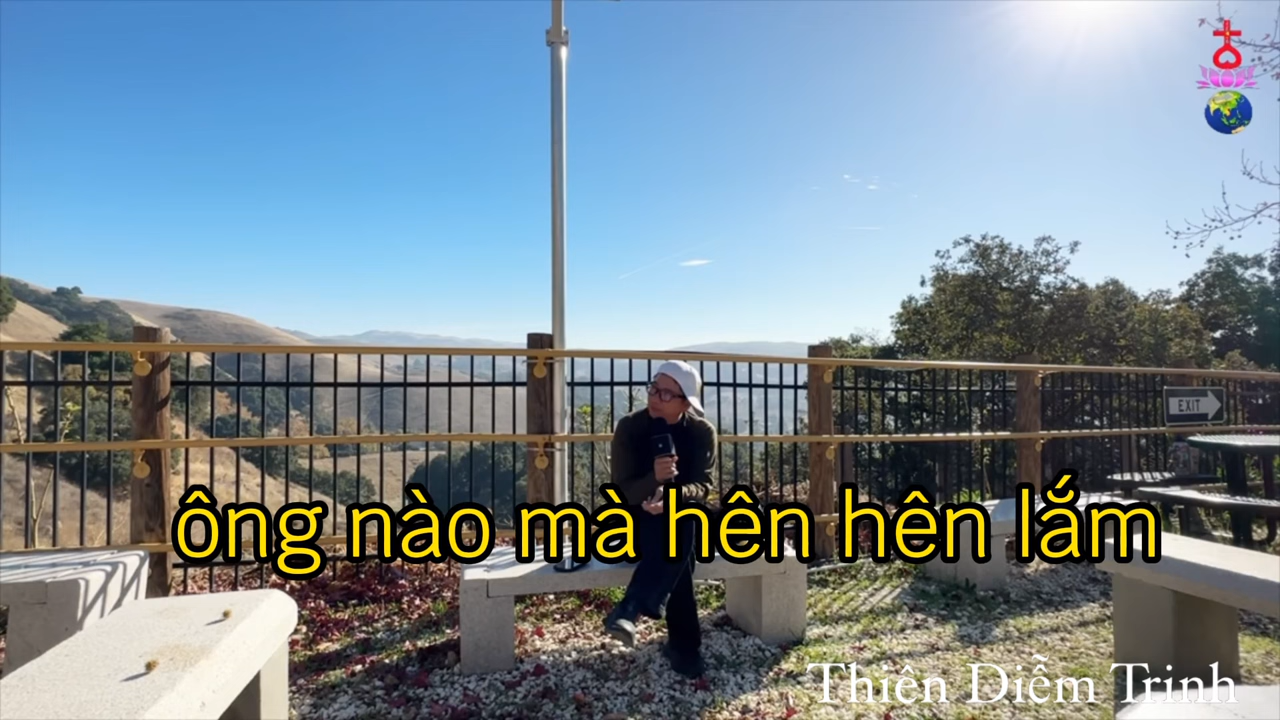 EXIT
ông nào mà hên hên lắm
Thiên Diễm Trinh